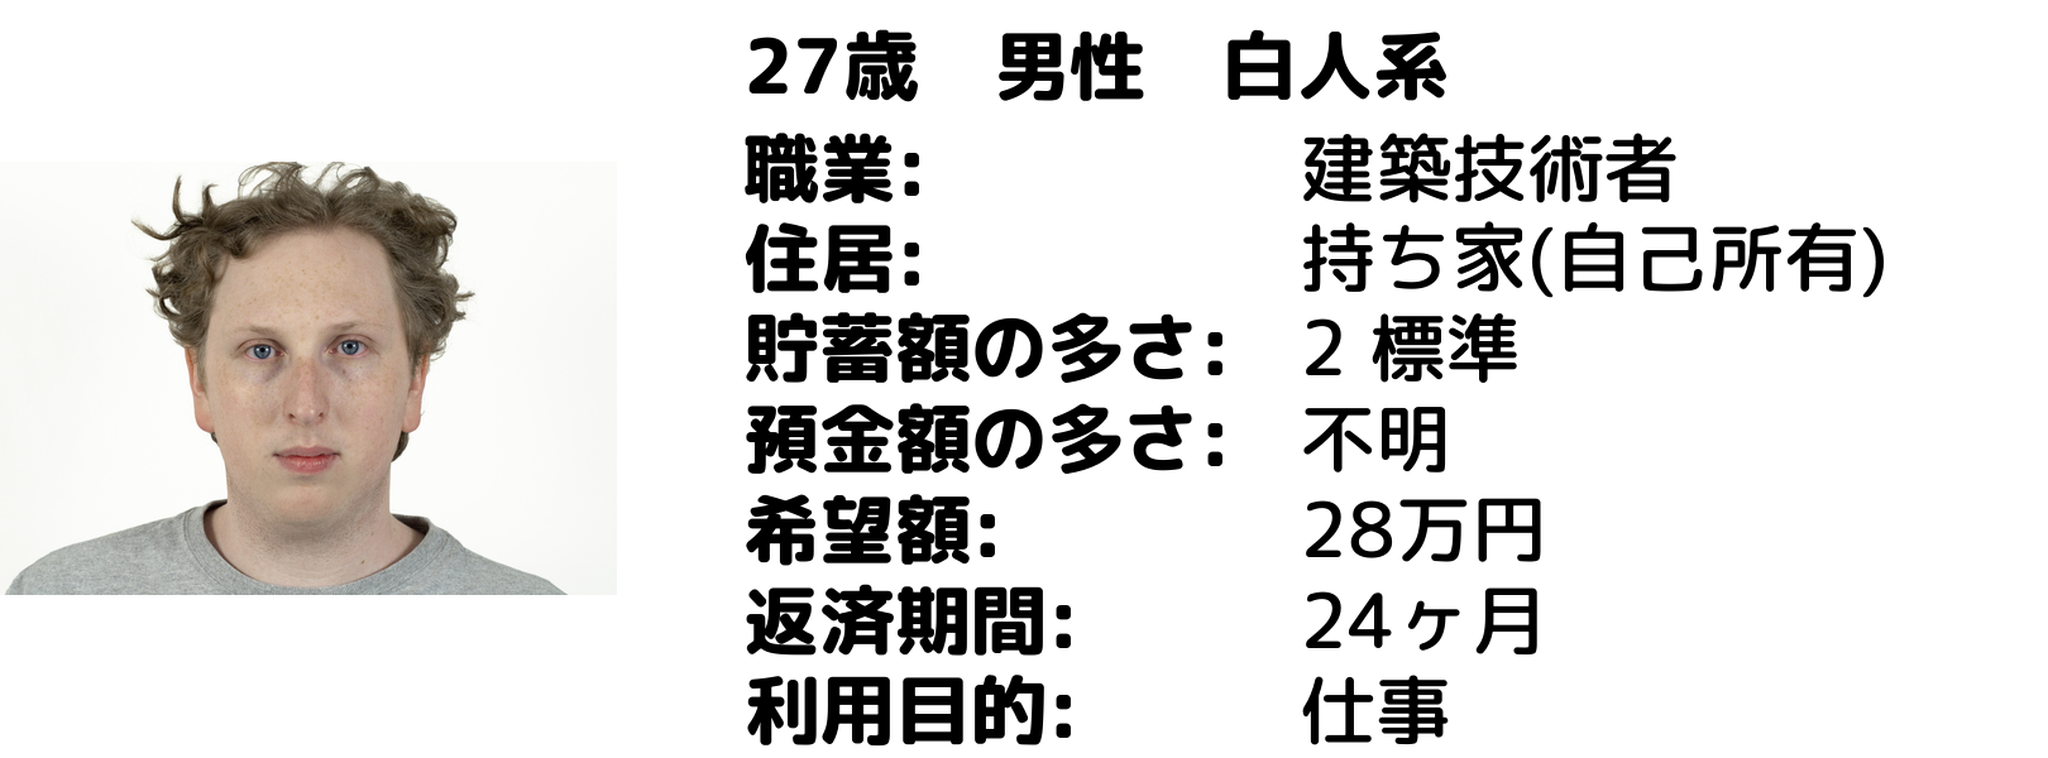 27歳　男性　白人系
職業: 建築技術者
住居: 持ち家(自己所有)
貯蓄額の多さ: 2 標準
預金額の多さ: 不明
希望額: 28万円
返済期間: 24ヶ月
利用目的: 仕事